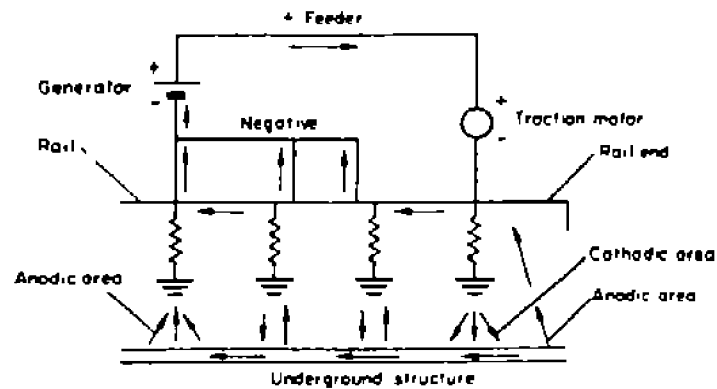 + Feeder
+
Generator
-
Negative
+
Traction motor
-
Rail
Rail end
Anodic area
Cathodic area
Anodic area
Underground structure